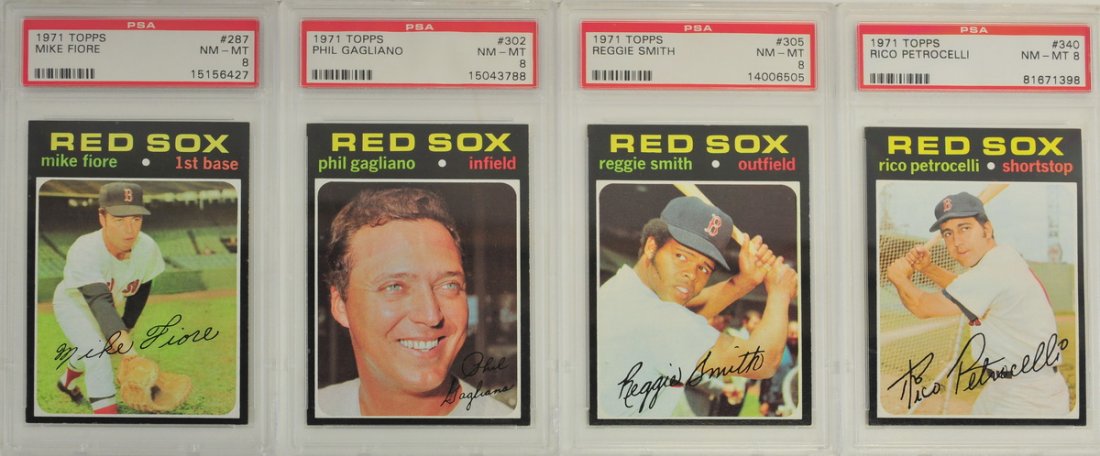 PSA
1971 TOPPS #287
MIKE FIORE NM - MT
8
15156427
RED SOX
mike fiore • 1st base
B
Mike Fiore
PSA
1971 TOPPS #302
PHIL GAGLIANO NM - MT
8
15043788
RED SOX
phil gagliano • infield
Phil
Gagliano
PSA
1971 TOPPS #305
REGGIE SMITH NM - MT
8
14006505
RED SOX
reggie smith • outfield
B
Reggie Smith
PSA
1971 TOPPS #340
RICO PETROCELLI NM - MT 8
81671398
RED SOX
rico petrocelli • shortstop
B
Rico Petrocelli